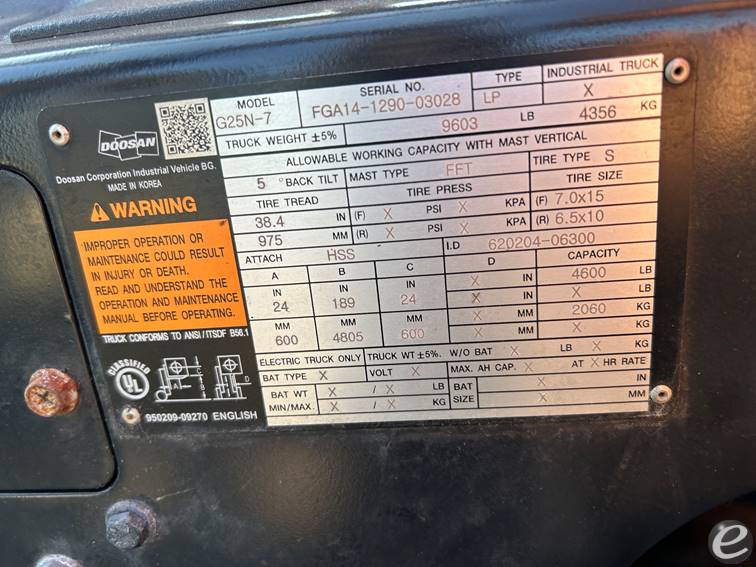 DOOSAN
Doosan Corporation Industrial Vehicle BG.
MADE IN KOREA
WARNING
IMPROPER OPERATION OR
MAINTENANCE COULD RESULT
IN INJURY OR DEATH.
READ AND UNDERSTAND THE
OPERATION AND MAINTENANCE
MANUAL BEFORE OPERATING.
TRUCK CONFORMS TO ANSI/ITSDF B56.1
CLASSIFIED
UL
A B C
950209-09270 ENGLISH
MODEL SERIAL NO. TYPE INDUSTRIAL TRUCK
G25N-7 FGA14-1290-03028 LP X
TRUCK WEIGHT ±5% 9603 LB 4356 KG
ALLOWABLE WORKING CAPACITY WITH MAST VERTICAL
5 °BACK TILT MAST TYPE FFT TIRE TYPE S
TIRE TREAD TIRE PRESS TIRE SIZE
38.4 IN (F) X PSI X KPA (F) 7.0x15
975 MM (R) X PSI X KPA (R) 6.5x10
ATTACH HSS I.D 620204-06300
A B C D CAPACITY
IN IN IN X IN 4600 LB
24 189 24 X IN X LB
MM MM MM X MM 2060 KG
600 4805 600 X MM X KG
ELECTRIC TRUCK ONLY TRUCK WT ±5%. W/O BAT X LB X KG
BAT TYPE X VOLT X MAX. AH CAP. X AT X HR RATE
BAT WT X / X LB BAT X IN
MIN/MAX. X / X KG SIZE X MM
e